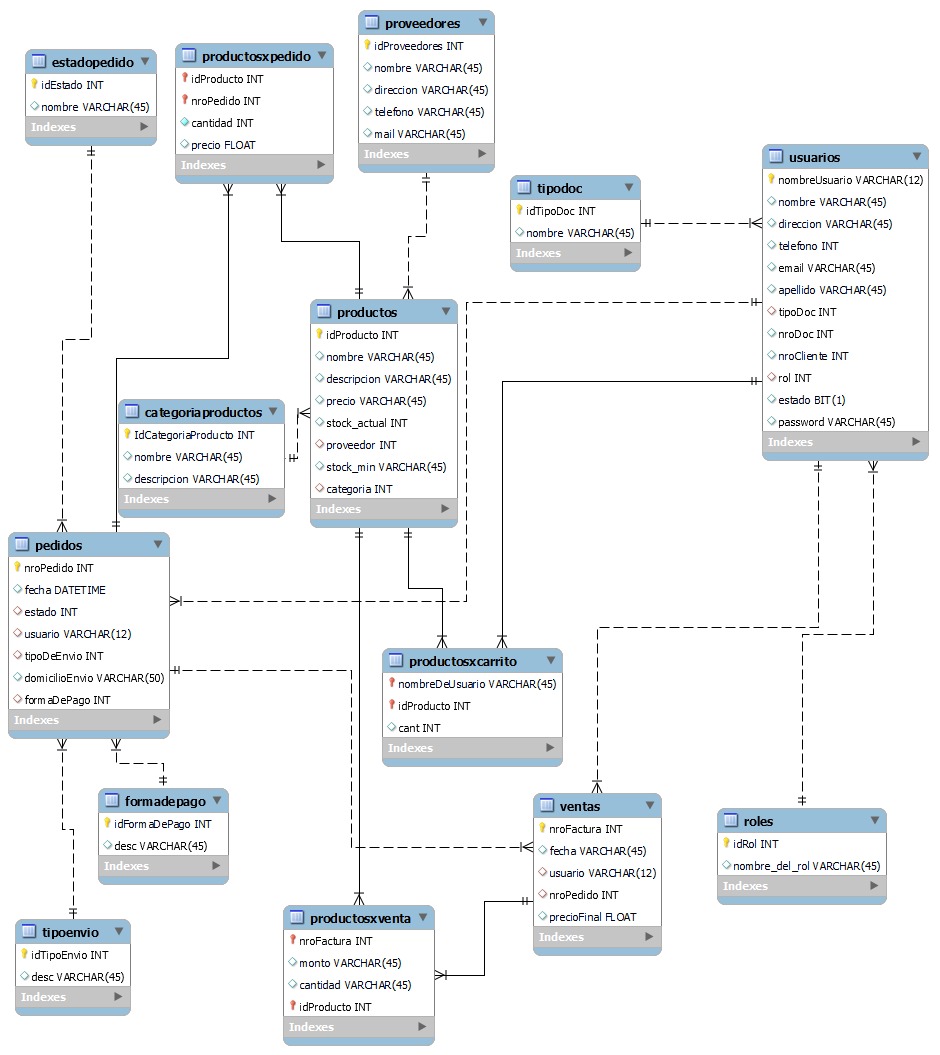 proveedores
idProveedores INT
nombre VARCHAR(45)
direccion VARCHAR(45)
telefono VARCHAR(45)
mail VARCHAR(45)
Indexes
estadopedido
idEstado INT
nombre VARCHAR(45)
Indexes
productosxpedido
idProducto INT
nroPedido INT
cantidad INT
precio FLOAT
Indexes
tipodoc
idTipoDoc INT
nombre VARCHAR(45)
Indexes
usuarios
nombreUsuario VARCHAR(12)
nombre VARCHAR(45)
direccion VARCHAR(45)
telefono INT
email VARCHAR(45)
apellido VARCHAR(45)
tipoDoc INT
nroDoc INT
nroCliente INT
rol INT
estado BIT(1)
password VARCHAR(45)
Indexes
productos
idProducto INT
nombre VARCHAR(45)
descripcion VARCHAR(45)
precio VARCHAR(45)
stock_actual INT
proveedor INT
stock_min VARCHAR(45)
categoria INT
Indexes
categoriaproductos
IdCategoriaProducto INT
nombre VARCHAR(45)
descripcion VARCHAR(45)
Indexes
pedidos
nroPedido INT
fecha DATETIME
estado INT
usuario VARCHAR(12)
tipoDeEnvio INT
domicilioEnvio VARCHAR(50)
formaDePago INT
Indexes
productosxcarrito
nombreDeUsuario VARCHAR(45)
idProducto INT
cant INT
Indexes
formadepago
idFormaDePago INT
desc VARCHAR(45)
Indexes
ventas
nroFactura INT
fecha VARCHAR(45)
usuario VARCHAR(12)
nroPedido INT
precioFinal FLOAT
Indexes
roles
idRol INT
nombre_del_rol VARCHAR(45)
Indexes
tipoenvio
idTipoEnvio INT
desc VARCHAR(45)
Indexes
productosxventa
nroFactura INT
monto VARCHAR(45)
cantidad VARCHAR(45)
idProducto INT
Indexes